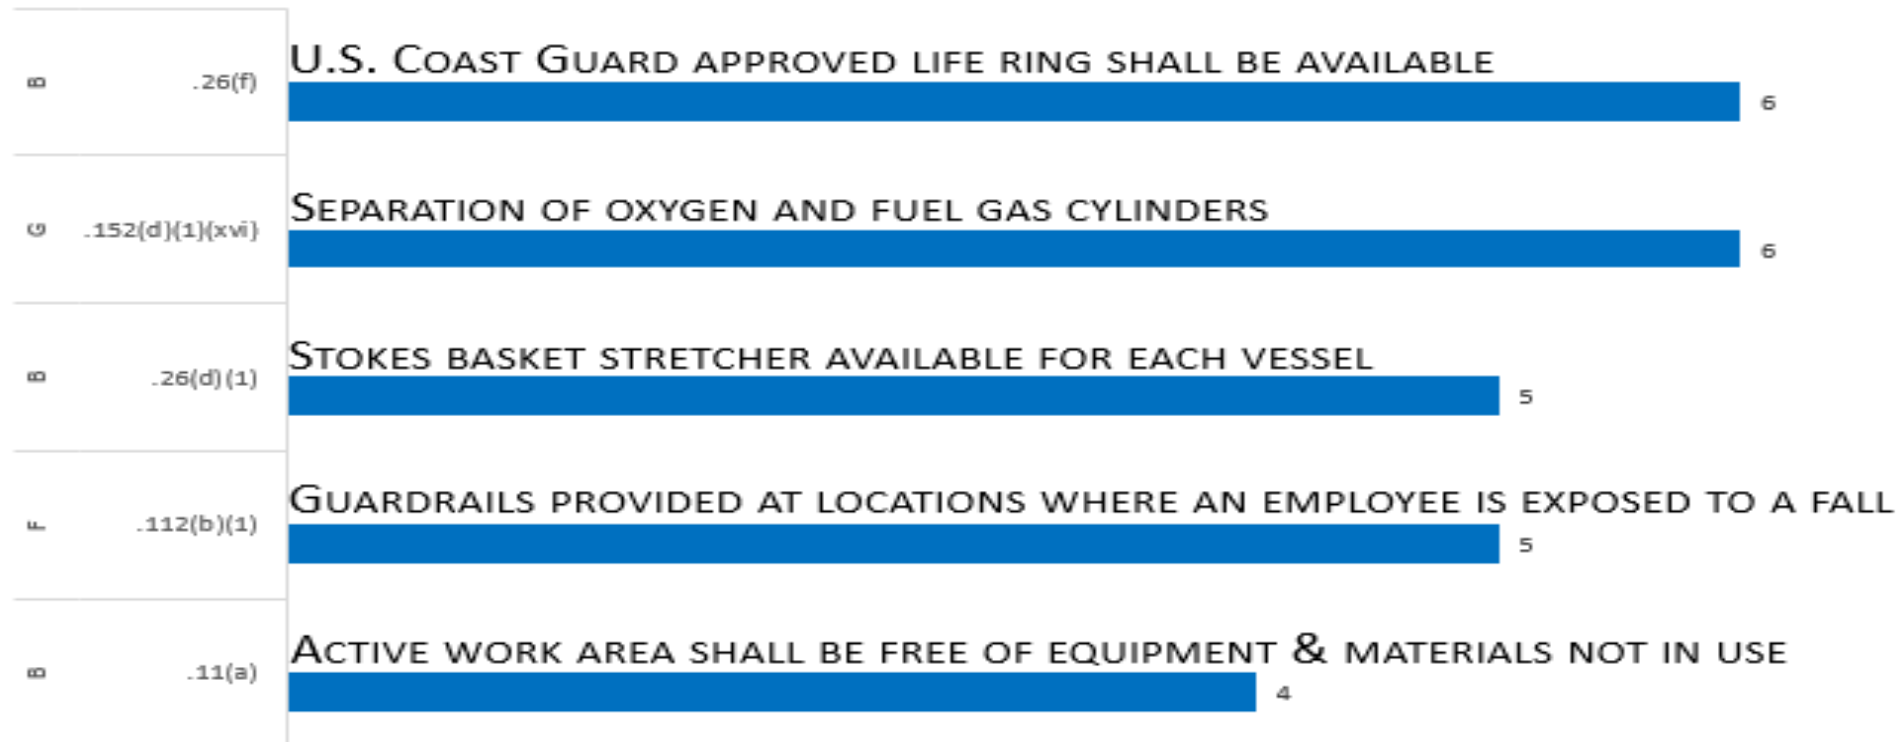 U.S. Coast Guard approved life ring shall be available
B .26(f) 6
Separation of oxygen and fuel gas cylinders
G .152(d)(1)(xvi) 6
Stokes basket stretcher available for each vessel
B .26(d)(1) 5
Guardrails provided at locations where an employee is exposed to a fall
F .112(b)(1) 5
Active work area shall be free of equipment & materials not in use
B .11(a) 4